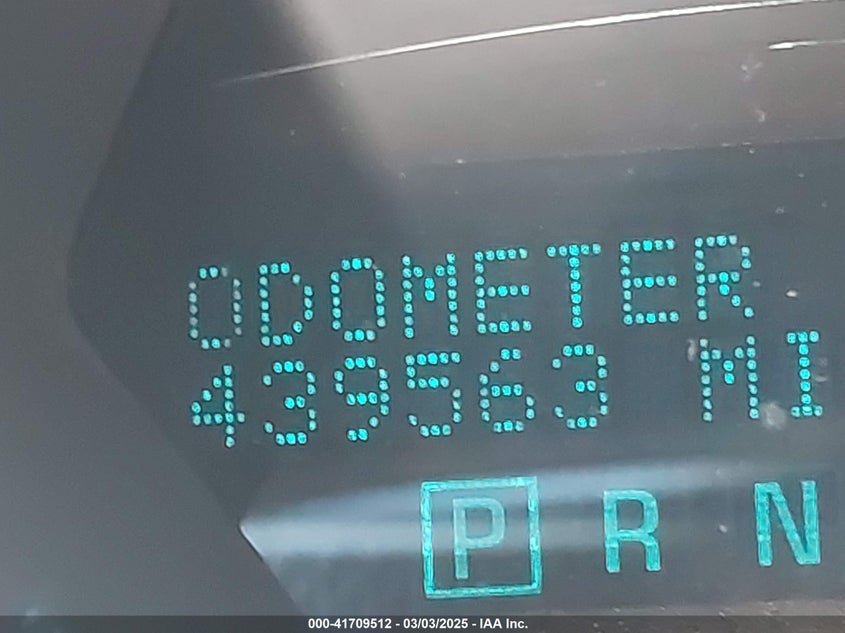 ODOMETER
439563 MI
P R N
000-41709512 - 03/03/2025 - IAA Inc.